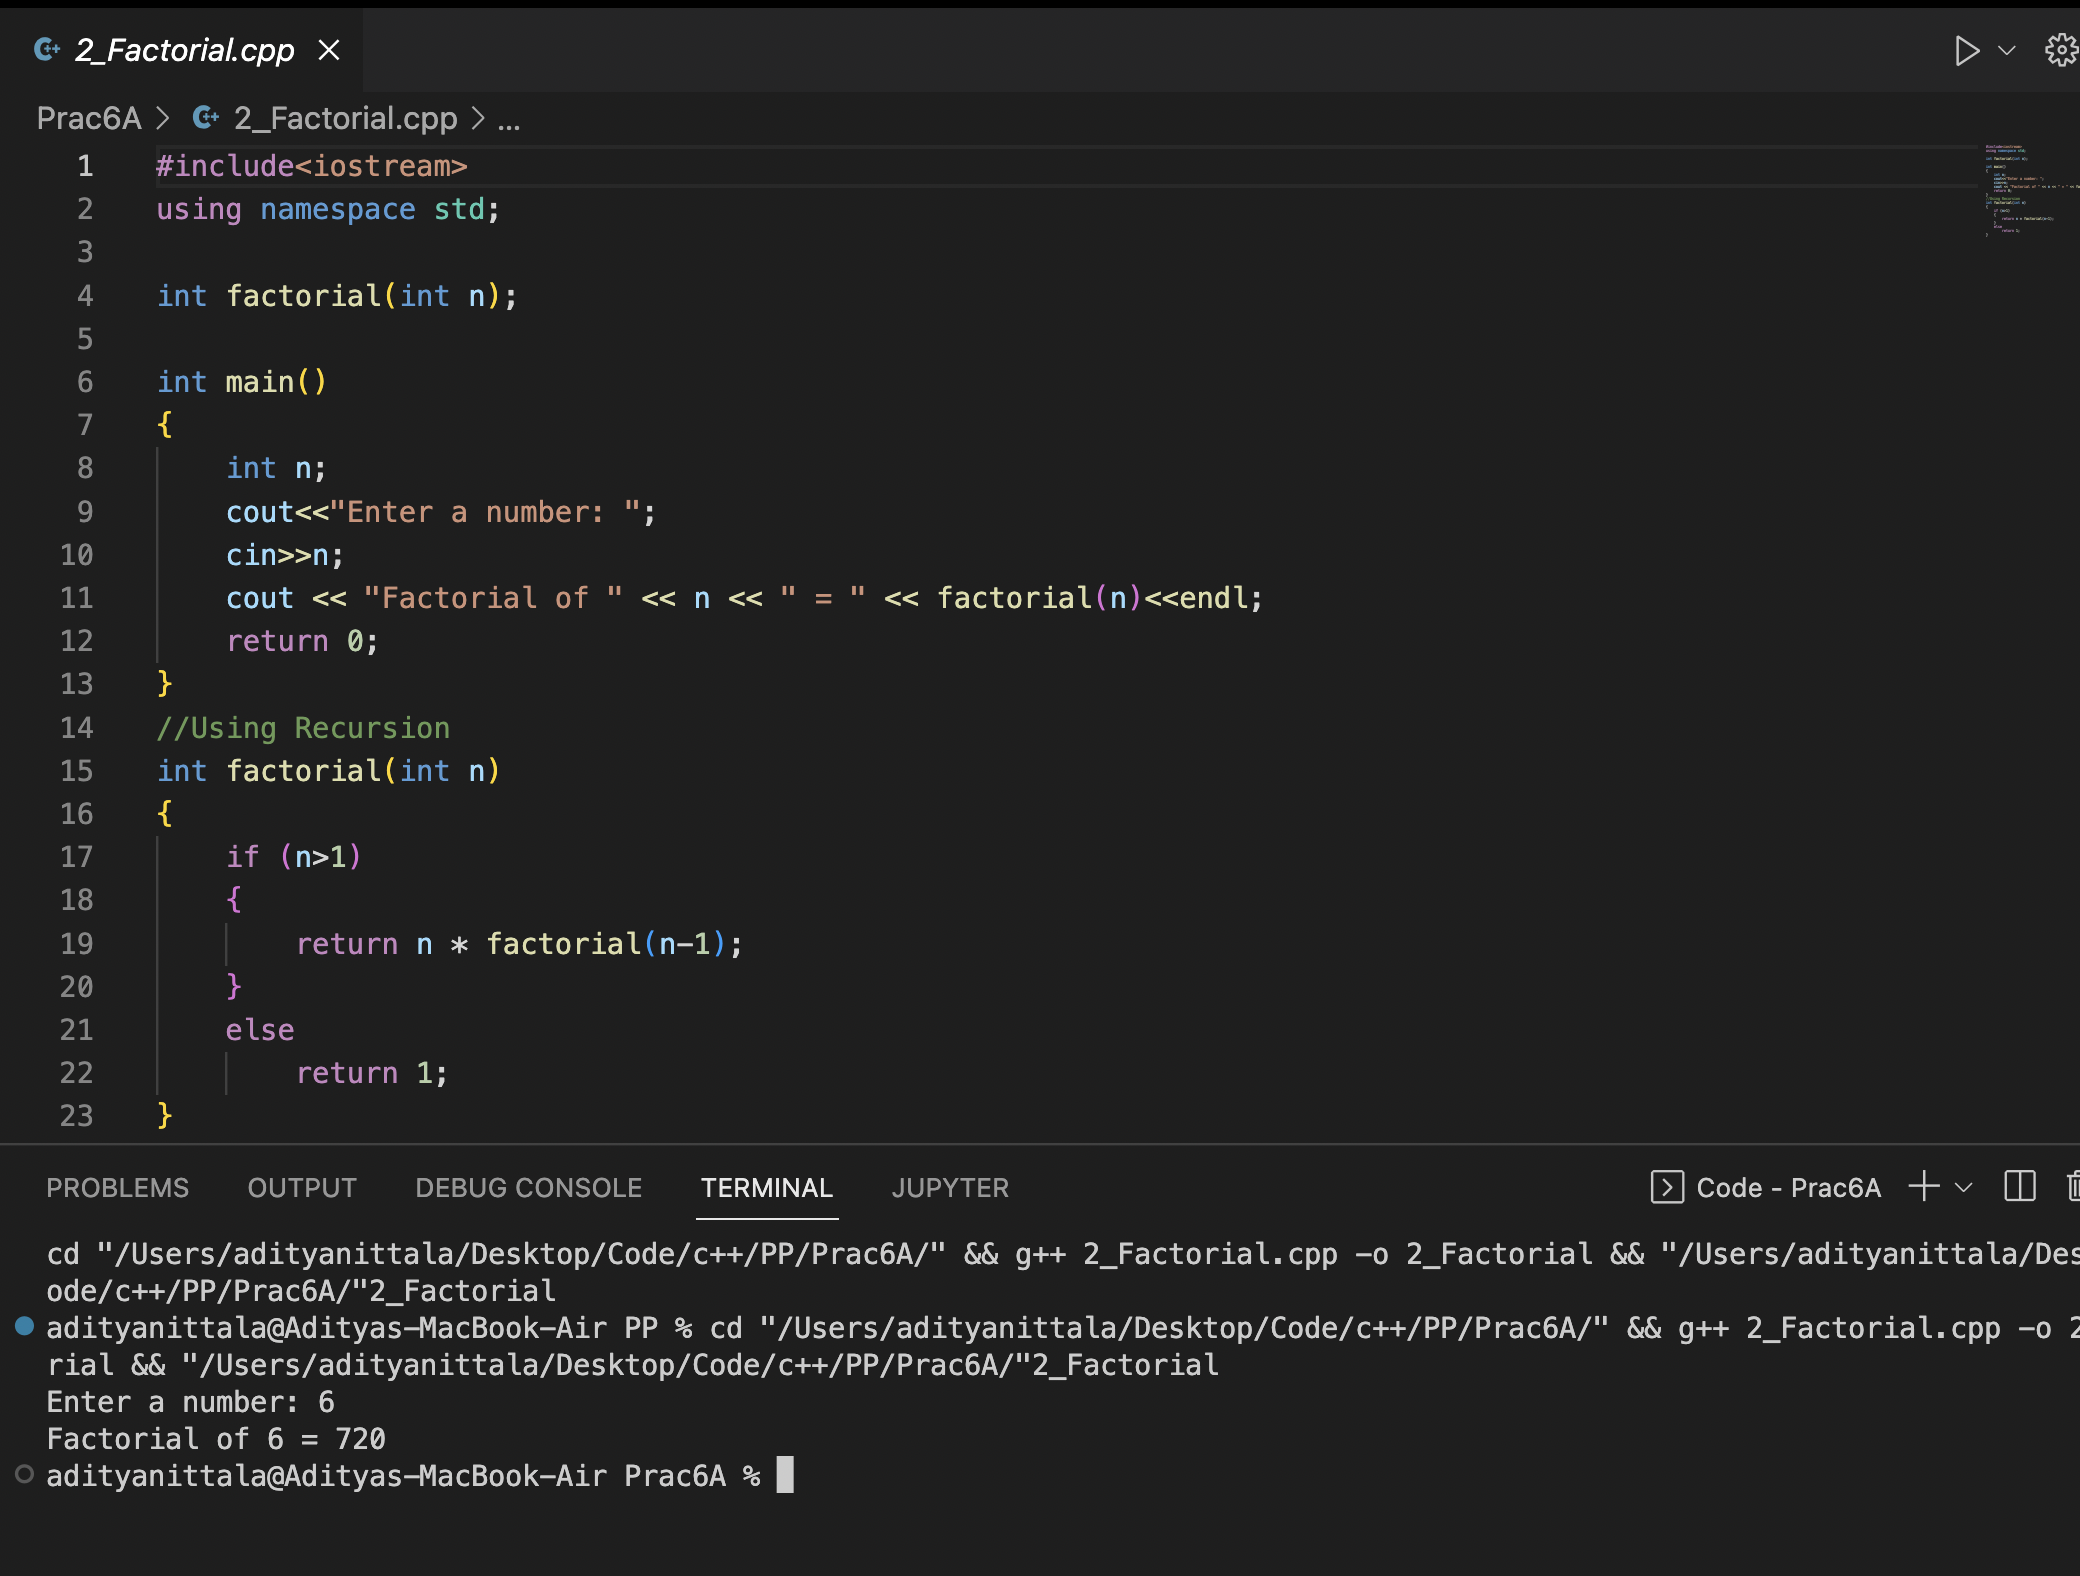 2_Factorial.cpp
Prac6A > 2_Factorial.cpp > ...
1 #include<iostream>
2 using namespace std;
3
4 int factorial(int n);
5
6 int main()
7 {
8     int n;
9     cout<<"Enter a number: ";
10     cin>>n;
11     cout << "Factorial of " << n << " = " << factorial(n)<<endl;
12     return 0;
13 }
14 //Using Recursion
15 int factorial(int n)
16 {
17     if (n>1)
18     {
19         return n * factorial(n-1);
20     }
21     else
22         return 1;
23 }
PROBLEMS OUTPUT DEBUG CONSOLE TERMINAL JUPYTER Code - Prac6A
cd "/Users/adityanittala/Desktop/Code/c++/PP/Prac6A/" && g++ 2_Factorial.cpp -o 2_Factorial && "/Users/adityanittala/Des
ode/c++/PP/Prac6A/"2_Factorial
adityanittala@Adityas-MacBook-Air PP % cd "/Users/adityanittala/Desktop/Code/c++/PP/Prac6A/" && g++ 2_Factorial.cpp -o 2
rial && "/Users/adityanittala/Desktop/Code/c++/PP/Prac6A/"2_Factorial
Enter a number: 6
Factorial of 6 = 720
adityanittala@Adityas-MacBook-Air Prac6A %